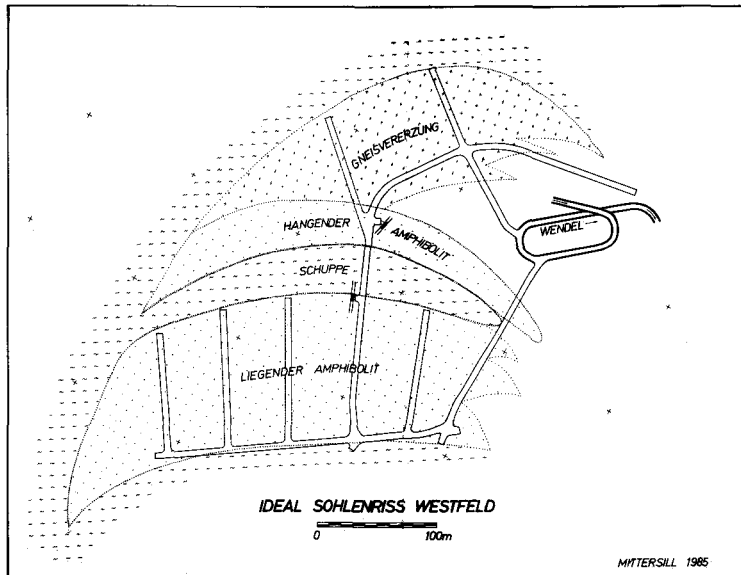 GNEISVERERZUNG
HANGENDER
AMPHIBOLIT
WENDEL
SCHUPPE
LIEGENDER AMPHIBOLIT
IDEAL SOHLENRISS WESTFELD
0 100m
MITTERSILL 1985